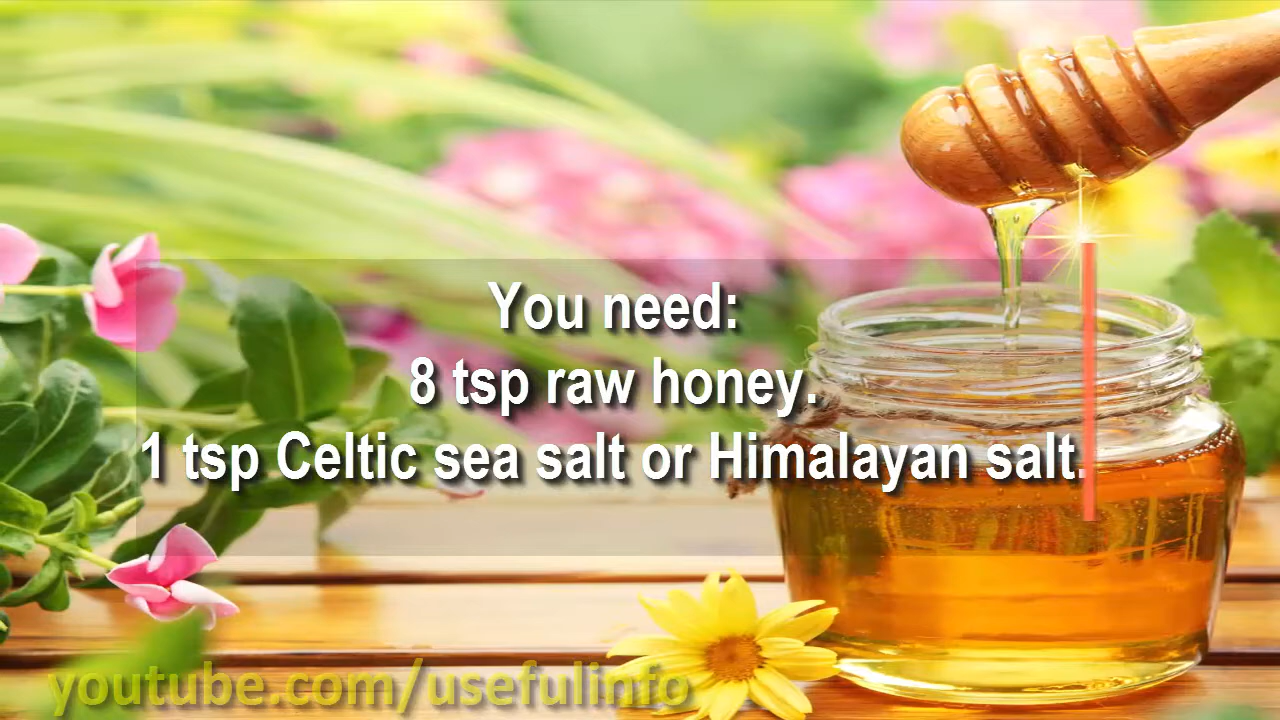 You need:
8 tsp raw honey.
1 tsp Celtic sea salt or Himalayan salt.
youtube.com/usefulinfo